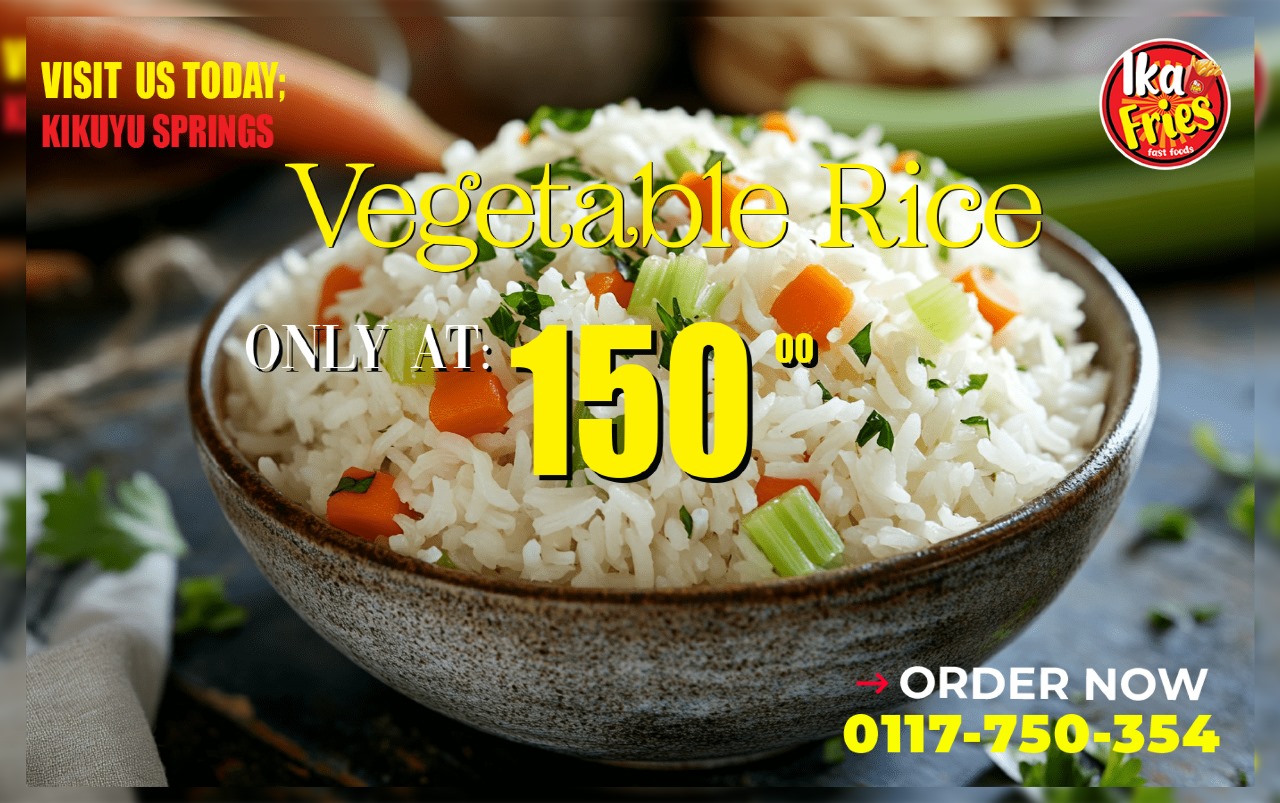 VISIT US TODAY;
KIKUYU SPRINGS
Ika
Fries
fast foods
Vegetable Rice
ONLY AT: 150 00
ORDER NOW
0117-750-354